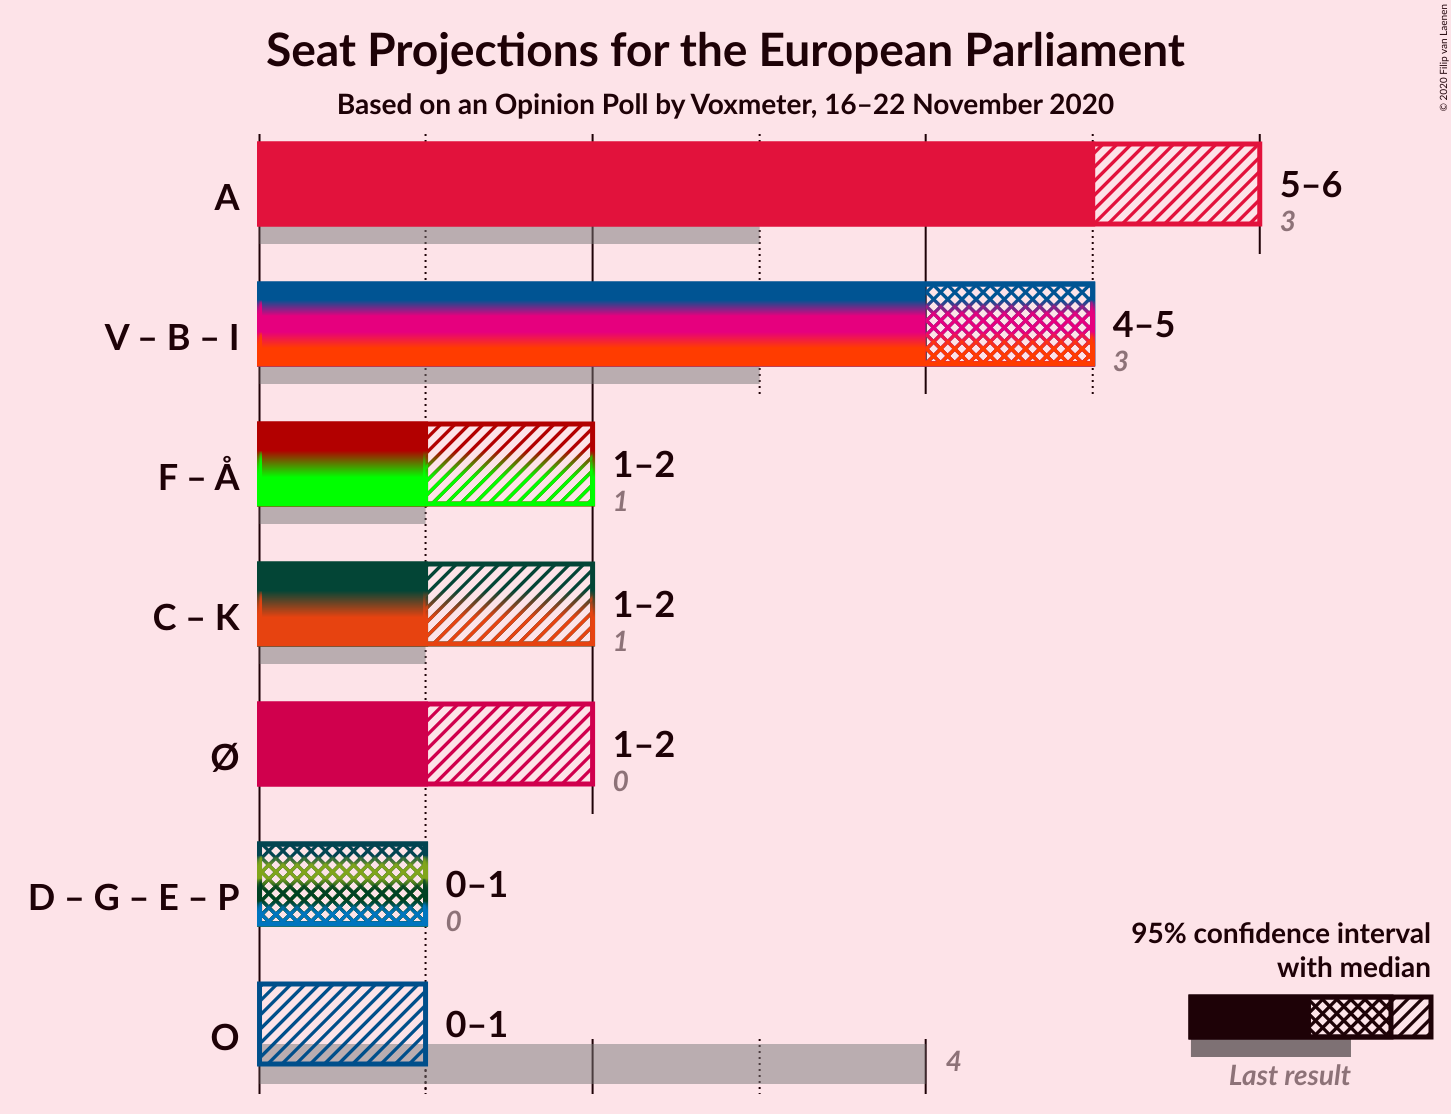 Seat Projections for the European Parliament
Based on an Opinion Poll by Voxmeter, 16–22 November 2020
© 2020 Filip van Laenen
A
5–6
3
V – B – I
4–5
3
F – Å
1–2
1
C – K
1–2
1
Ø
1–2
0
D – G – E – P
0–1
0
O
0–1
4
95% confidence interval
with median
Last result